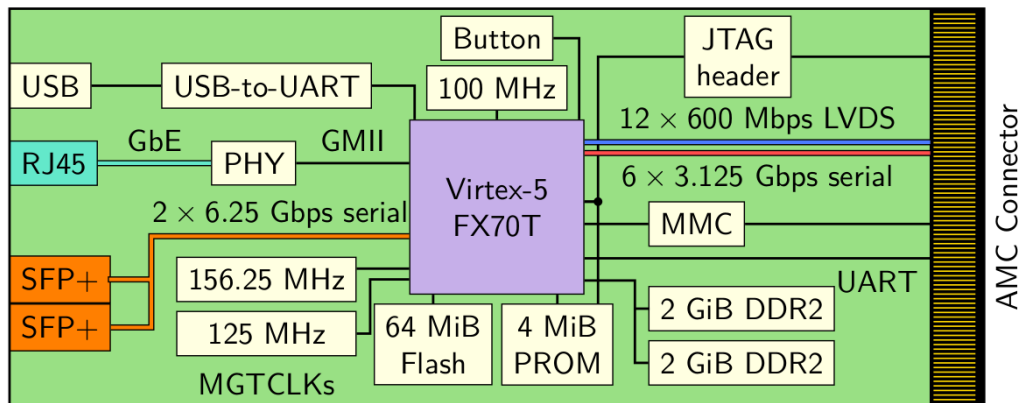 Button
JTAG
header
USB
USB-to-UART
100 MHz
12 × 600 Mbps LVDS
GbE
GMII
RJ45
PHY
Virtex-5
FX70T
6 × 3.125 Gbps serial
2 × 6.25 Gbps serial
MMC
SFP+
156.25 MHz
UART
SFP+
125 MHz
64 MiB
Flash
4 MiB
PROM
2 GiB DDR2
2 GiB DDR2
MGTCLKs
AMC Connector